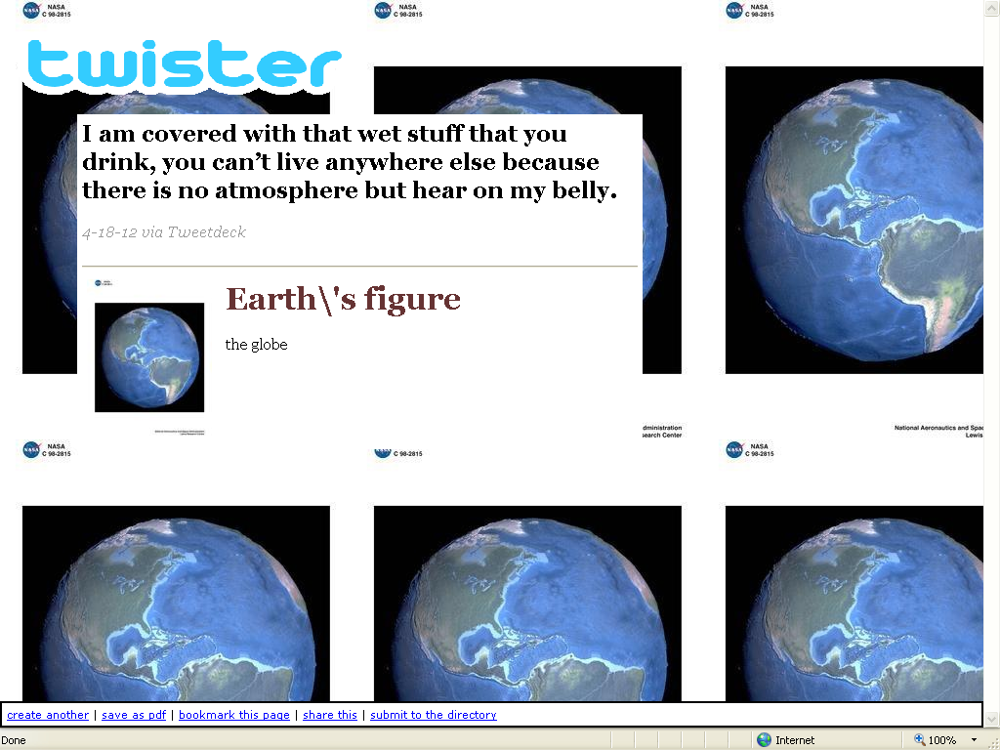 NASA
C 98-2815
NASA
C 98-2815
NASA
C 98-2815
twister
I am covered with that wet stuff that you
drink, you can't live anywhere else because
there is no atmosphere but hear on my belly.
4-18-12 via Tweetdeck
Earth\'s figure
the globe
dministration
search Center
National Aeronautics and Spac
Lewis
NASA
C 98-2815
NASA
C 98-2815
NASA
C 98-2815
create another | save as pdf | bookmark this page | share this | submit to the directory
Done Internet 100%